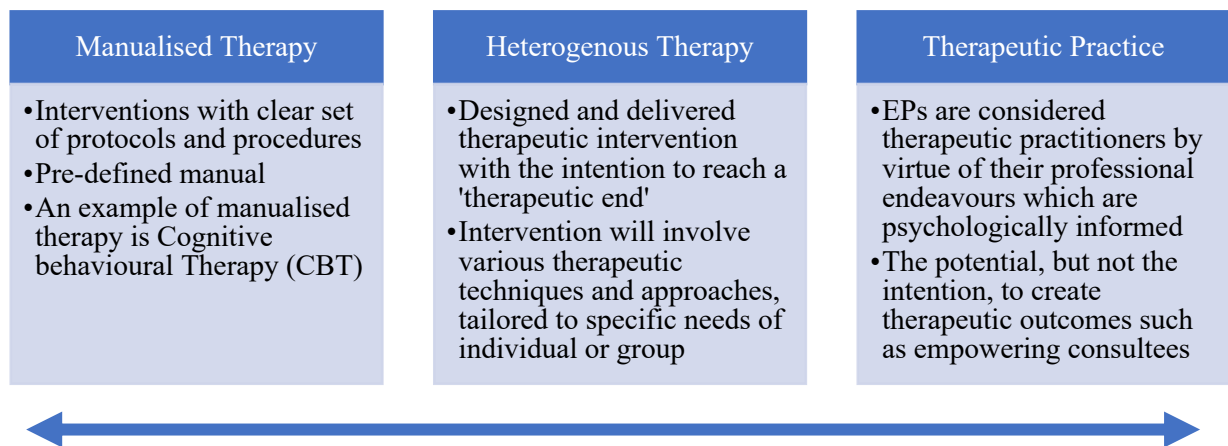 Manualised Therapy
•Interventions with clear set
of protocols and procedures
•Pre-defined manual
•An example of manualised
therapy is Cognitive
behavioural Therapy (CBT)
Heterogenous Therapy
•Designed and delivered
therapeutic intervention
with the intention to reach a
'therapeutic end'
•Intervention will involve
various therapeutic
techniques and approaches,
tailored to specific needs of
individual or group
Therapeutic Practice
•EPs are considered
therapeutic practitioners by
virtue of their professional
endeavours which are
psychologically informed
•The potential, but not the
intention, to create
therapeutic outcomes such
as empowering consultees